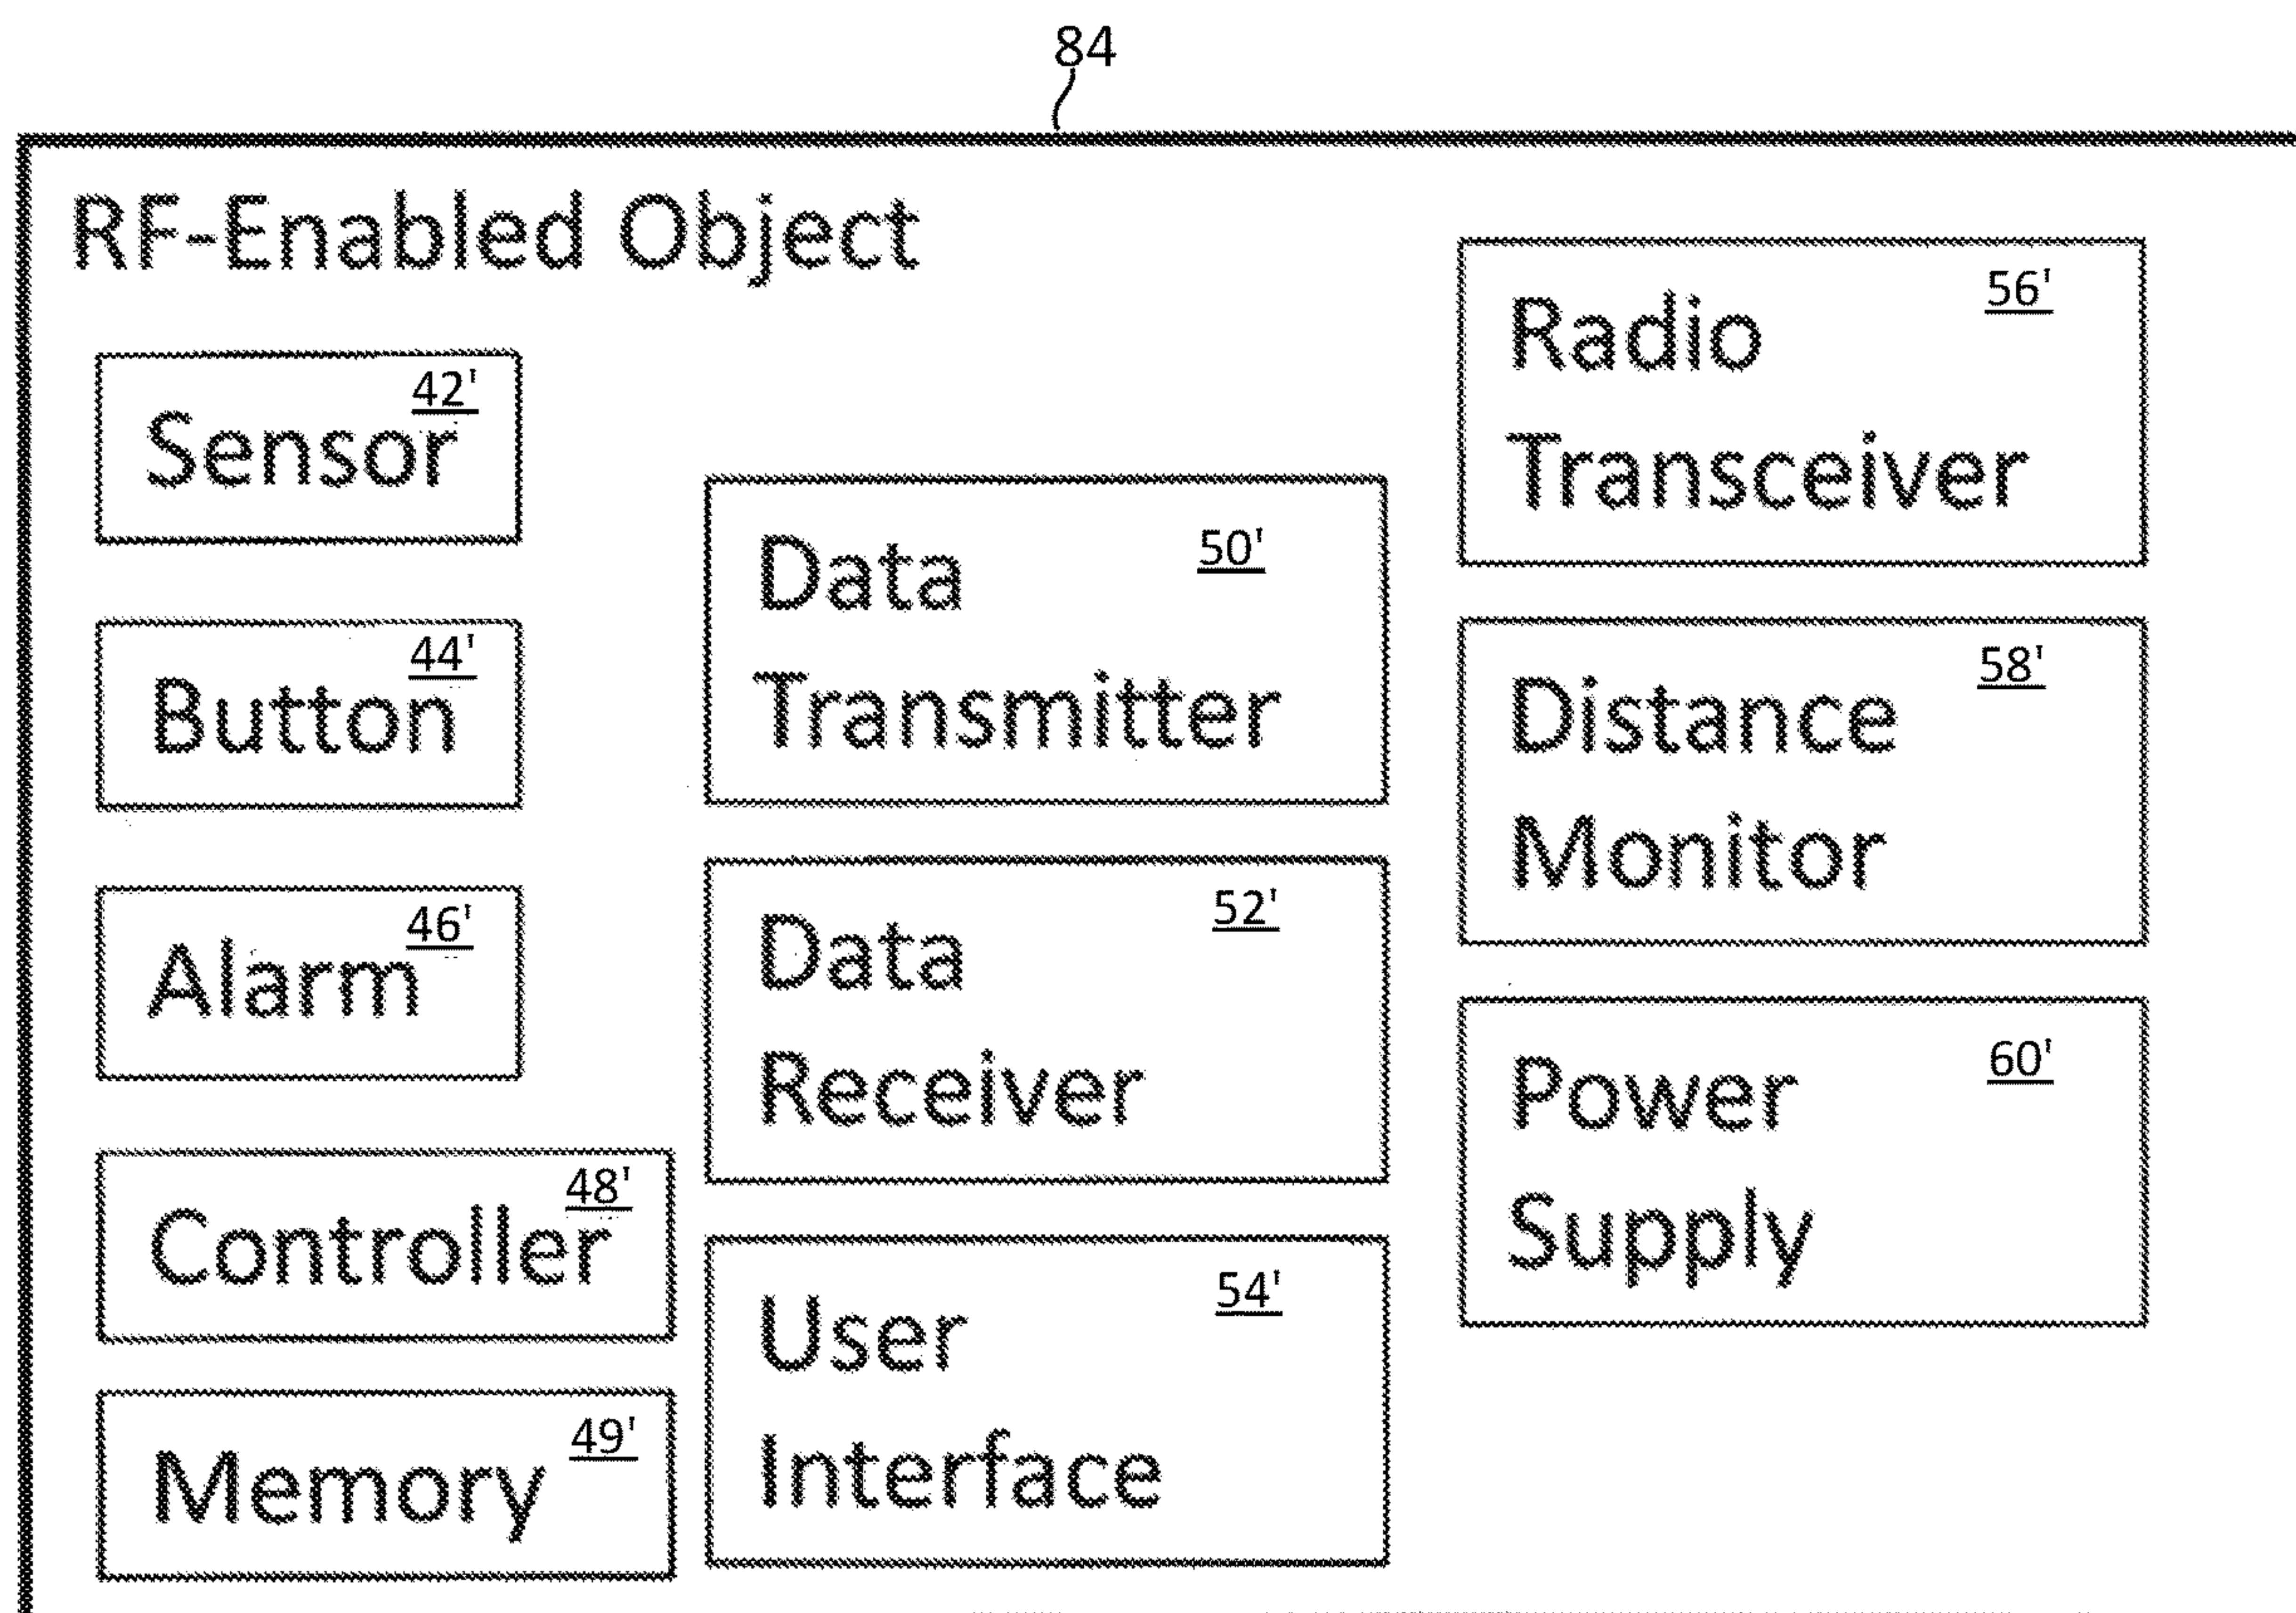 84
RF-Enabled Object
42'
Sensor
44'
Button
46'
Alarm
48'
Controller
49'
Memory
50'
Data
Transmitter
52'
Data
Receiver
54'
User
Interface
56'
Radio
Transceiver
58'
Distance
Monitor
60'
Power
Supply